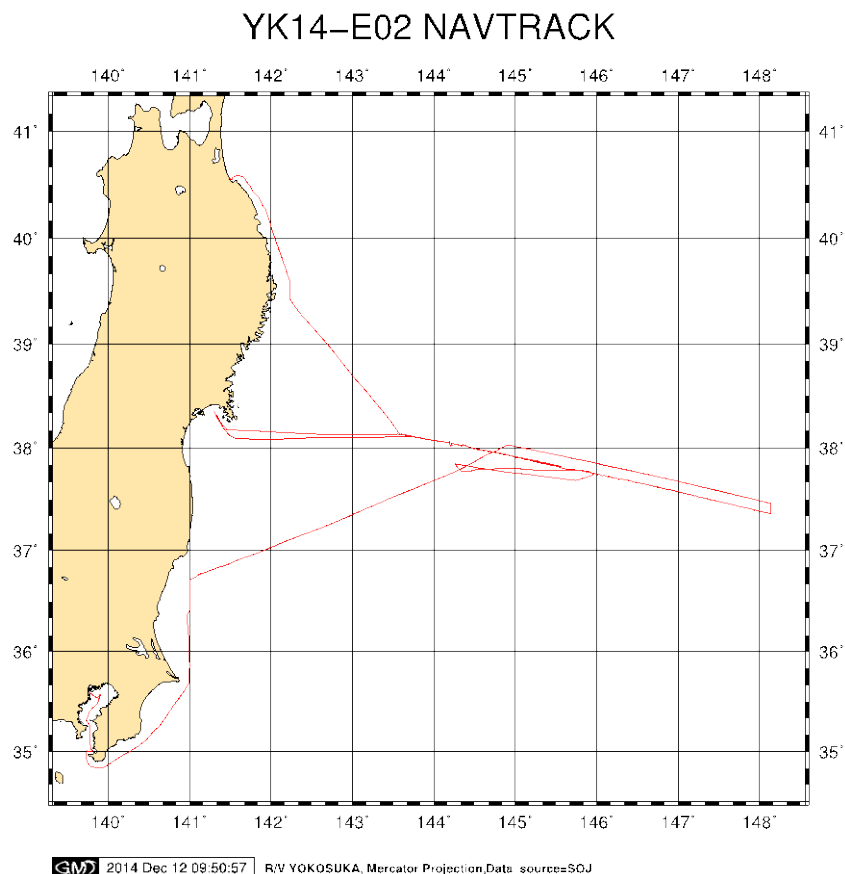 YK14-E02 NAVTRACK
140° 141° 142° 143° 144° 145° 146° 147° 148°
41° 41°
40° 40°
39° 39°
38° 38°
37° 37°
36° 36°
35° 35°
140° 141° 142° 143° 144° 145° 146° 147° 148°
GMD 2014 Dec 12 09:50:57 R/V YOKOSUKA, Mercator Projection,Data source=SOJ